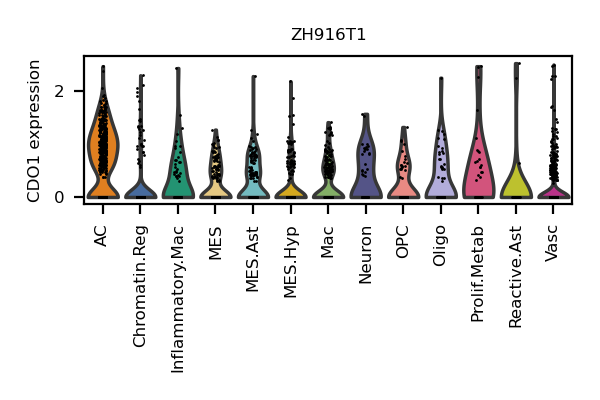 ZH916T1
CDO1 expression
2
0
AC
Chromatin.Reg
Inflammatory.Mac
MES
MES.Ast
MES.Hyp
Mac
Neuron
OPC
Oligo
Prolif.Metab
Reactive.Ast
Vasc